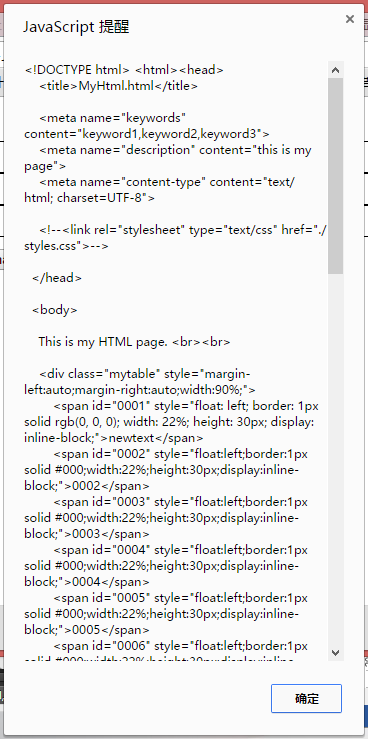 JavaScript 提醒
<!DOCTYPE html> <html><head>
<title>MyHtml.html</title>
<meta name="keywords"
content="keyword1,keyword2,keyword3">
<meta name="description" content="this is my
page">
<meta name="content-type" content="text/
html; charset=UTF-8">
<!--<link rel="stylesheet" type="text/css" href="./
styles.css">-->
</head>
<body>
This is my HTML page. <br><br>
<div class="mytable" style="margin-
left:auto;margin-right:auto;width:90%;">
<span id="0001" style="float: left; border: 1px
solid rgb(0, 0, 0); width: 22%; height: 30px; display:
inline-block;">newtext</span>
<span id="0002" style="float:left;border:1px
solid #000;width:22%;height:30px;display:inline-
block;">0002</span>
<span id="0003" style="float:left;border:1px
solid #000;width:22%;height:30px;display:inline-
block;">0003</span>
<span id="0004" style="float:left;border:1px
solid #000;width:22%;height:30px;display:inline-
block;">0004</span>
<span id="0005" style="float:left;border:1px
solid #000;width:22%;height:30px;display:inline-
block;">0005</span>
<span id="0006" style="float:left;border:1px
solid #000;width:22%;height:30px;display:inline-
确定